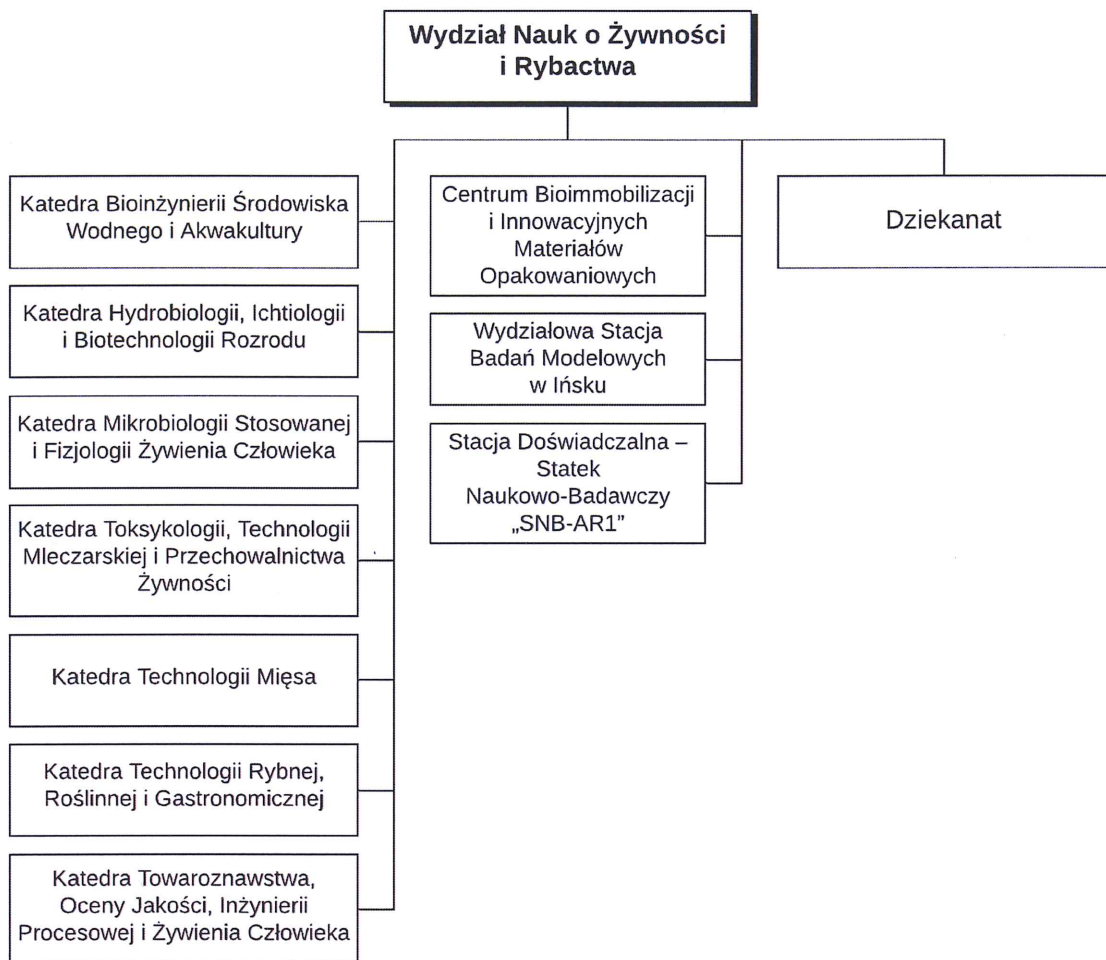 Wydział Nauk o Żywności
i Rybactwa
Katedra Bioinżynierii Środowiska
Wodnego i Akwakultury
Katedra Hydrobiologii, Ichtiologii
i Biotechnologii Rozrodu
Katedra Mikrobiologii Stosowanej
i Fizjologii Żywienia Człowieka
Katedra Toksykologii, Technologii
Mleczarskiej i Przechowalnictwa
Żywności
Katedra Technologii Mięsa
Katedra Technologii Rybnej,
Roślinnej i Gastronomicznej
Katedra Towaroznawstwa,
Oceny Jakości, Inżynierii
Procesowej i Żywienia Człowieka
Centrum Bioimmobilizacji
i Innowacyjnych
Materiałów
Opakowaniowych
Wydziałowa Stacja
Badań Modelowych
w Ińsku
Stacja Doświadczalna –
Statek
Naukowo-Badawczy
„SNB-AR1”
Dziekanat